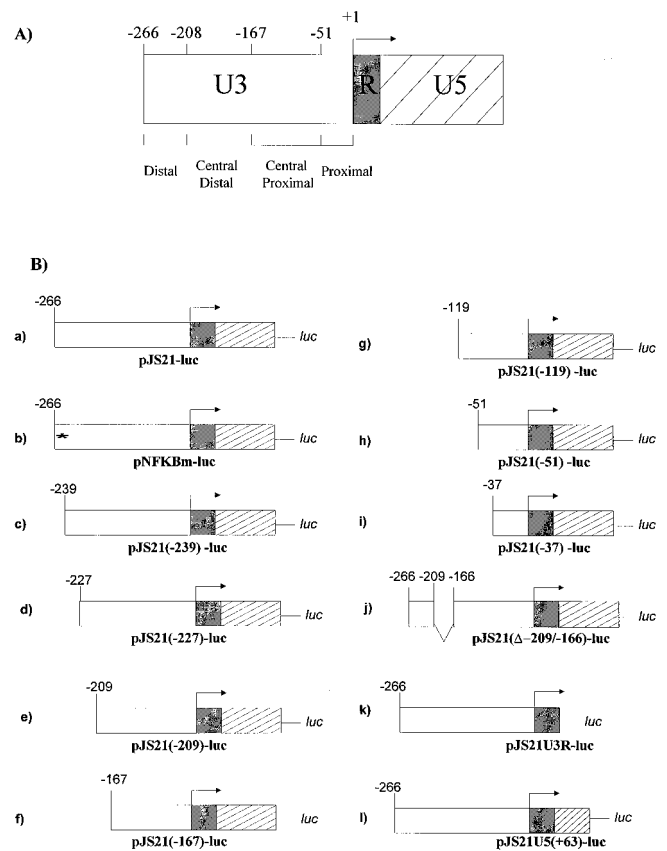 A)
+1
-266 -208 -167 -51
U3 R U5
Distal Central Distal Central Proximal Proximal
B)
-266
a) luc
pJS21-luc
-266
b) luc
pNFKBm-luc
-239
c) luc
pJS21(-239) -luc
-227
d) luc
pJS21(-227)-luc
-209
e) luc
pJS21(-209)-luc
-167
f) luc
pJS21(-167)-luc
-119
g) luc
pJS21(-119) -luc
-51
h) luc
pJS21(-51) -luc
-37
i) luc
pJS21(-37) -luc
-266 -209 -166
j) luc
pJS21(Δ-209/-166)-luc
-266
k) luc
pJS21U3R-luc
-266
l) luc
pJS21U5(+63)-luc